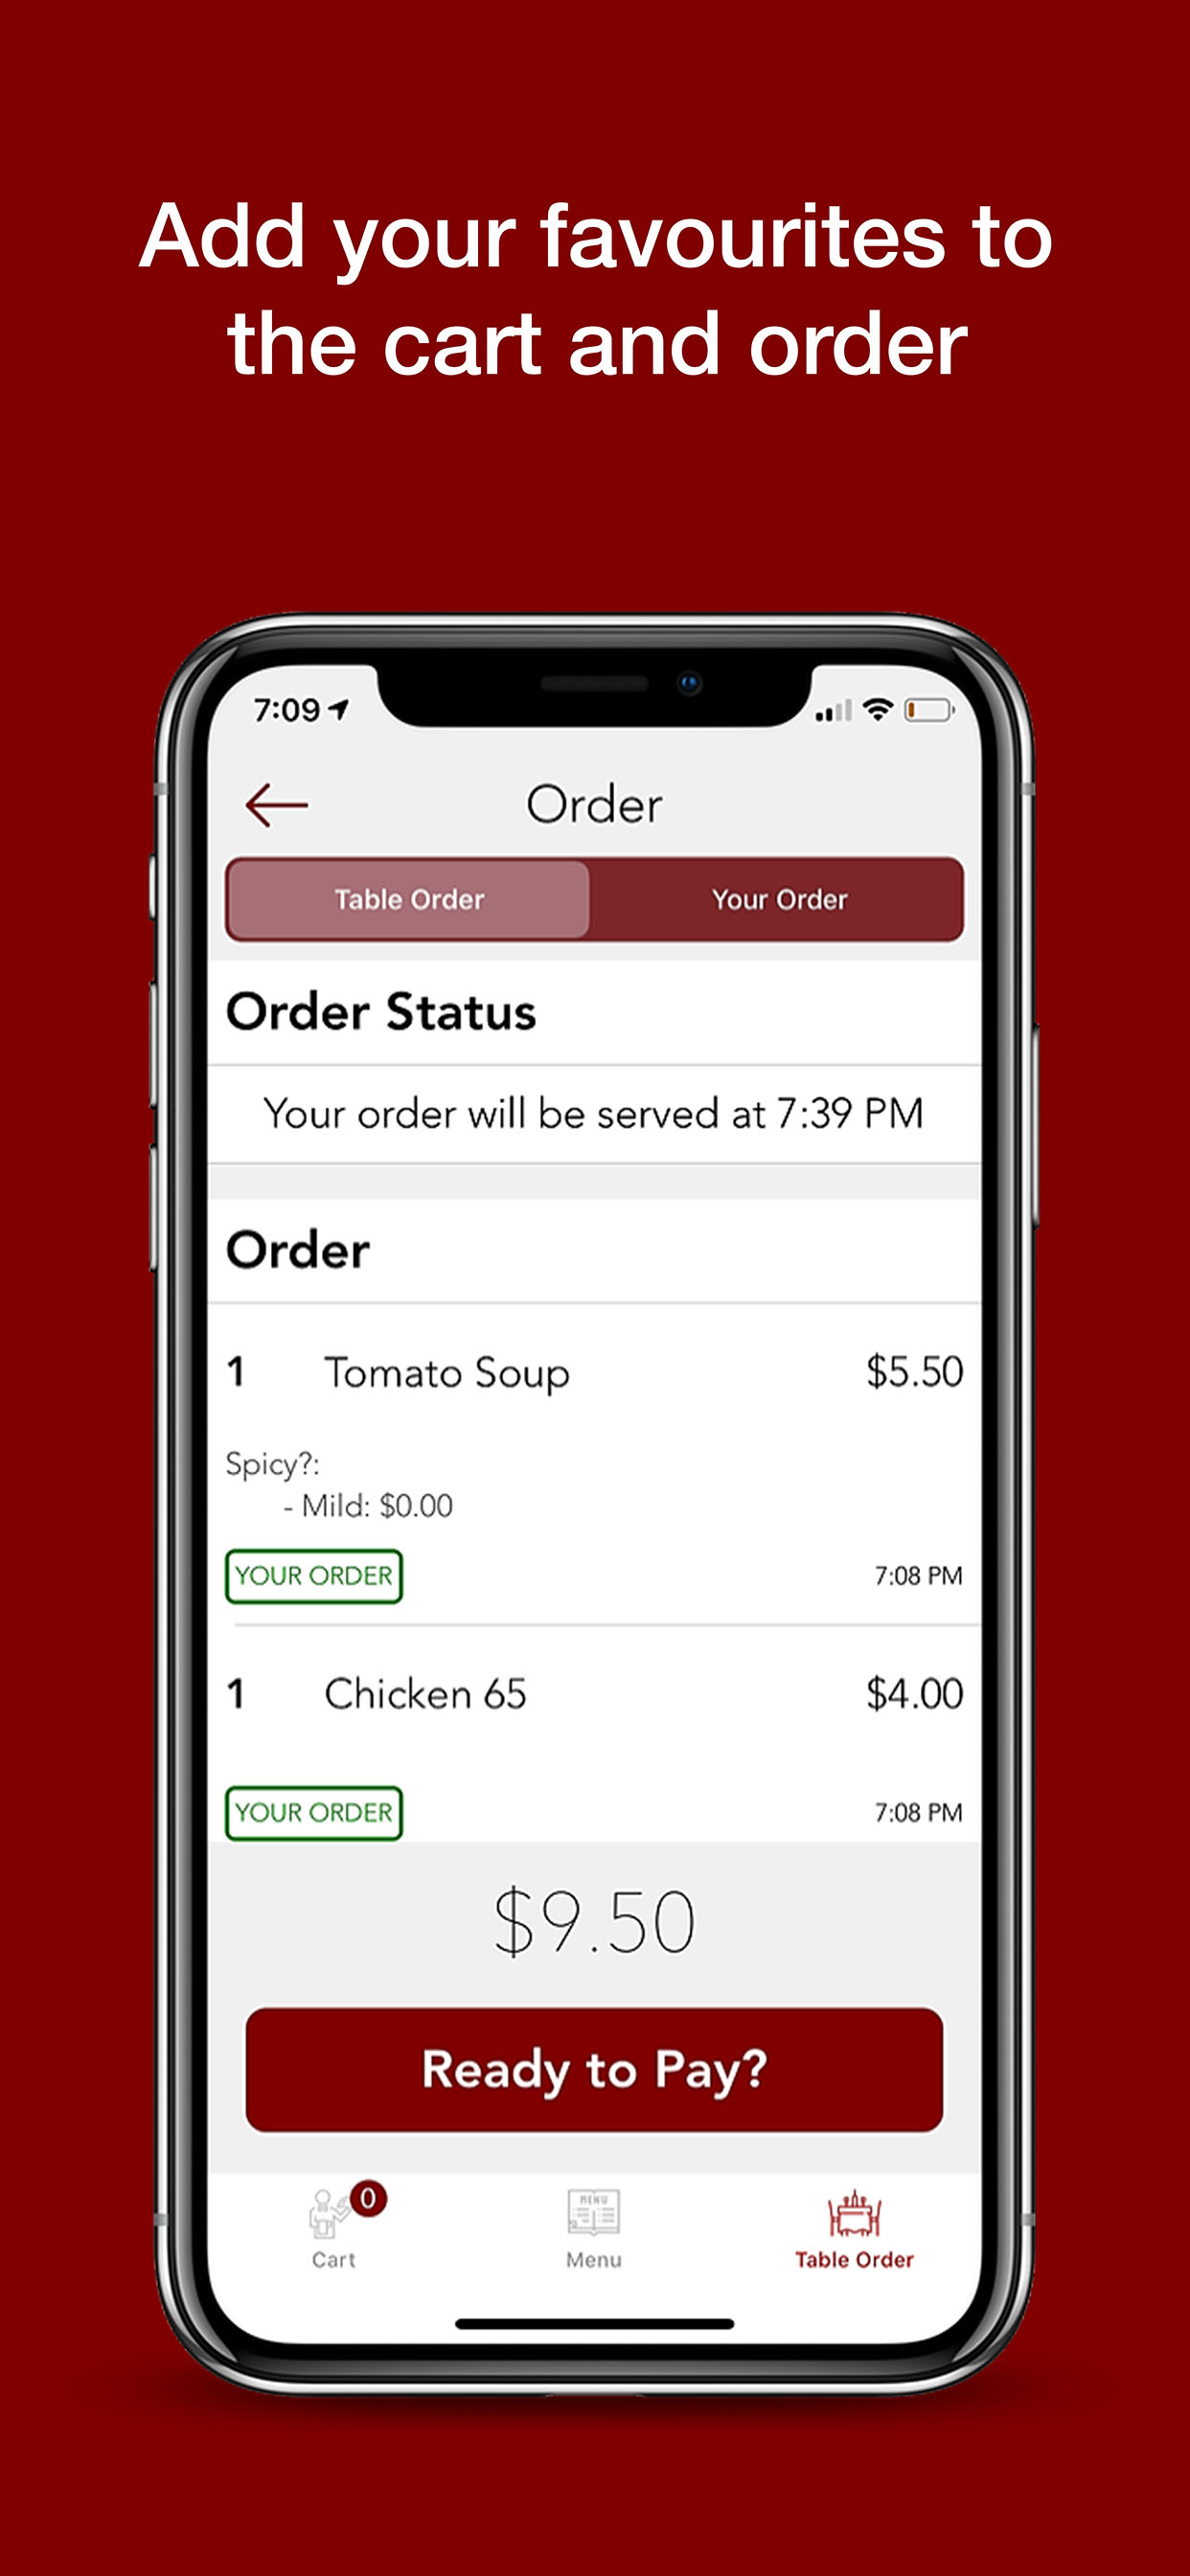 Add your favourites to
the cart and order
7:09
Order
Table Order
Your Order
Order Status
Your order will be served at 7:39 PM
Order
1 Tomato Soup $5.50
Spicy?:
- Mild: $0.00
YOUR ORDER 7:08 PM
1 Chicken 65 $4.00
YOUR ORDER 7:08 PM
$9.50
Ready to Pay?
0
MENU
Cart
Menu
Table Order